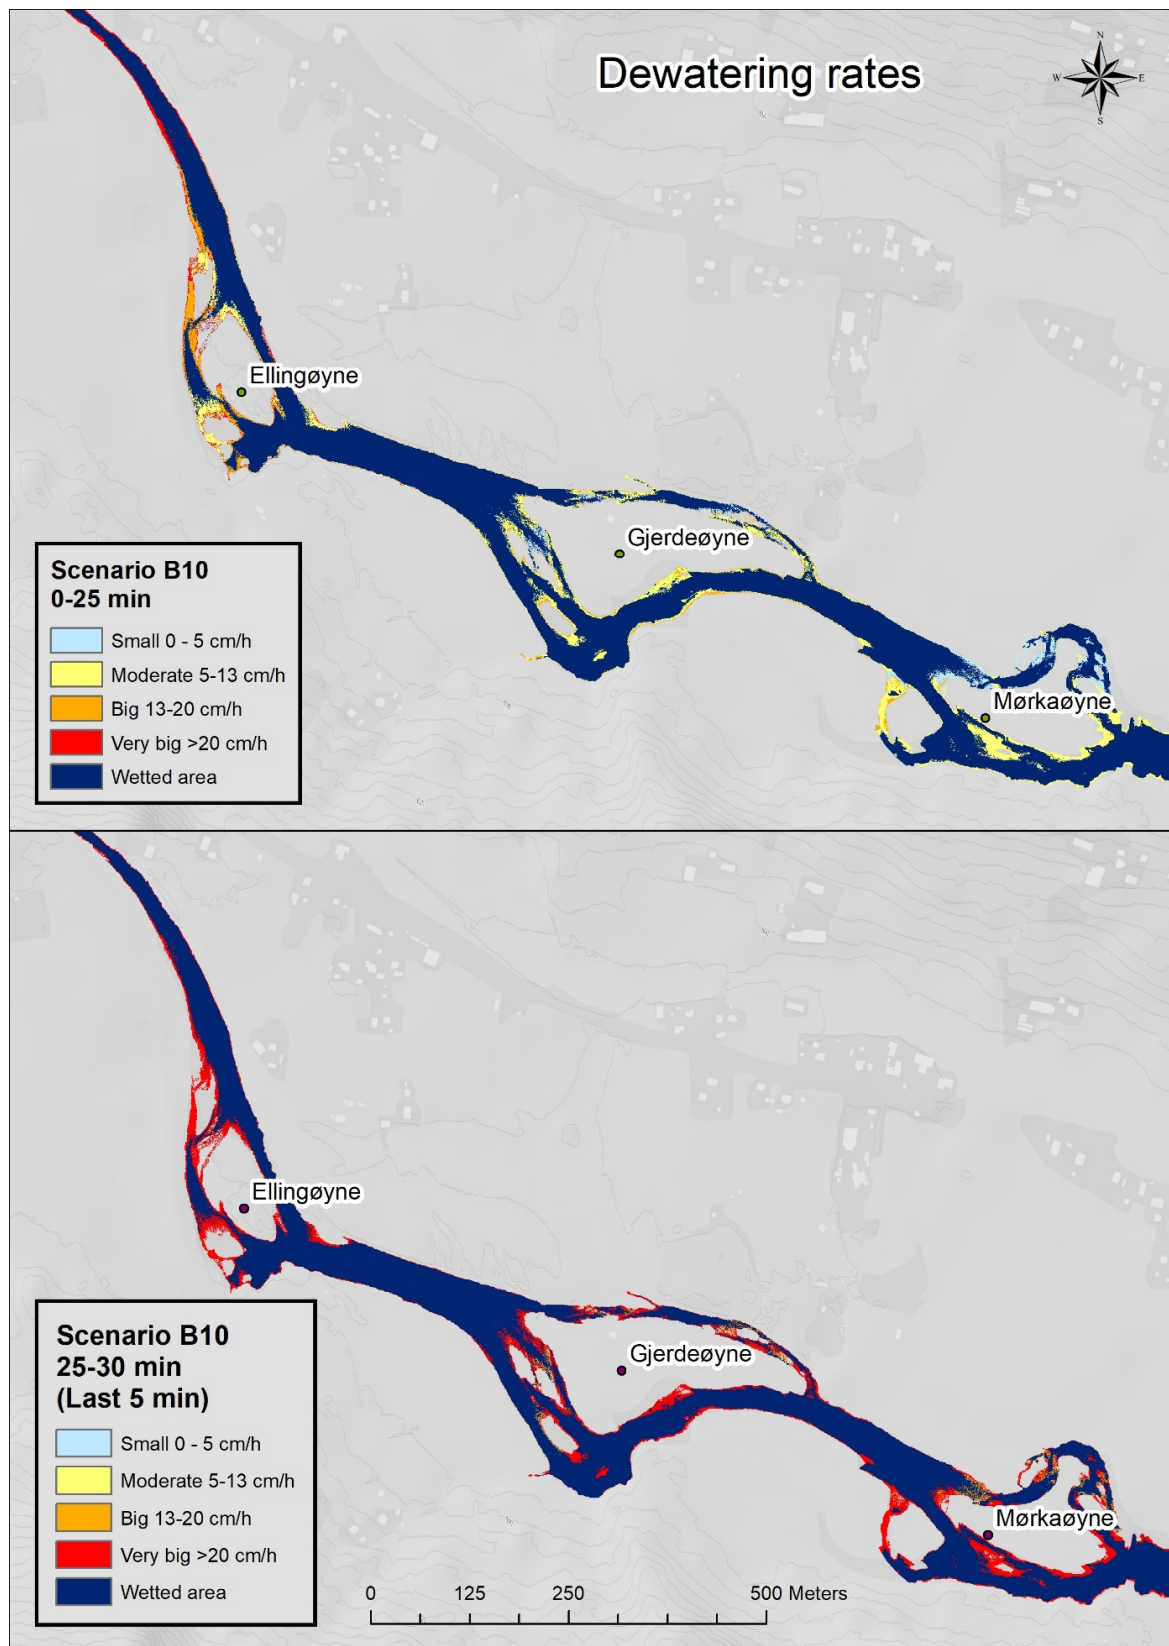 Dewatering rates
N
W
E
S
Ellingøyne
Gjerdeøyne
Mørkaøyne
Scenario B10
0-25 min
Small 0 - 5 cm/h
Moderate 5-13 cm/h
Big 13-20 cm/h
Very big >20 cm/h
Wetted area
Ellingøyne
Gjerdeøyne
Mørkaøyne
Scenario B10
25-30 min
(Last 5 min)
Small 0 - 5 cm/h
Moderate 5-13 cm/h
Big 13-20 cm/h
Very big >20 cm/h
Wetted area
0 125 250 500 Meters